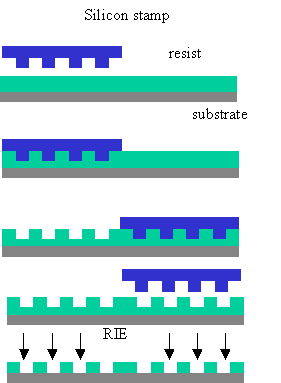 Silicon stamp
resist
substrate
RIE